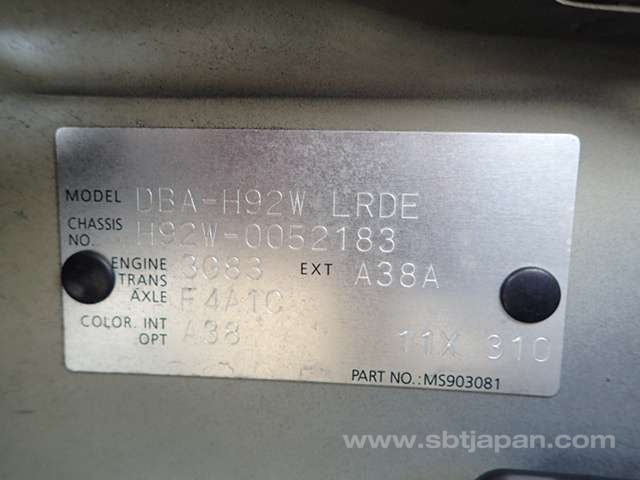 MODEL DBA-H92W LRDE
CHASSIS NO. H92W-0052183
ENGINE 3G83 EXT A38A
TRANS AXLE F4A1C
COLOR. INT OPT A38 11X 310
PART NO.: MS903081
www.sbtjapan.com